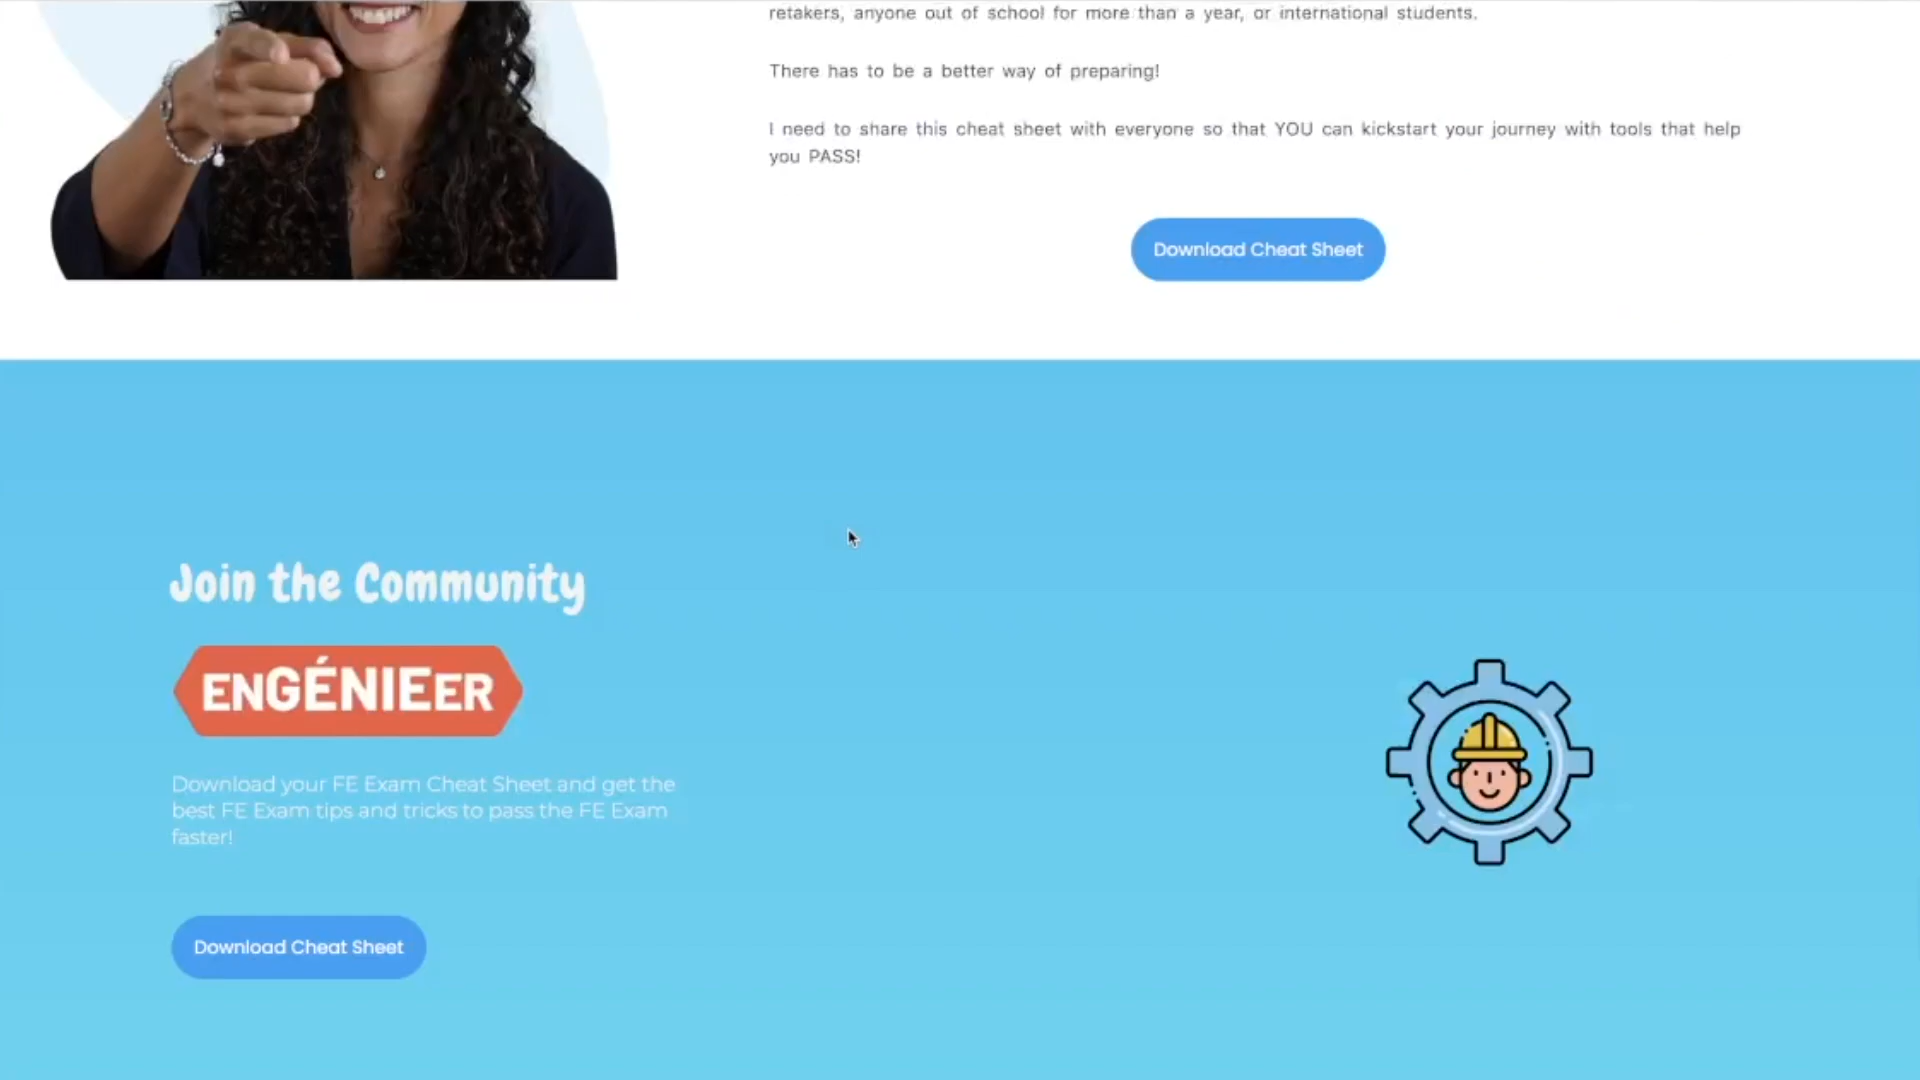 retakers, anyone out of school for more than a year, or international students.
There has to be a better way of preparing!
I need to share this cheat sheet with everyone so that YOU can kickstart your journey with tools that help
you PASS!
Download Cheat Sheet
Join the Community
ENGÉNIEER
Download your FE Exam Cheat Sheet and get the
best FE Exam tips and tricks to pass the FE Exam
faster!
Download Cheat Sheet